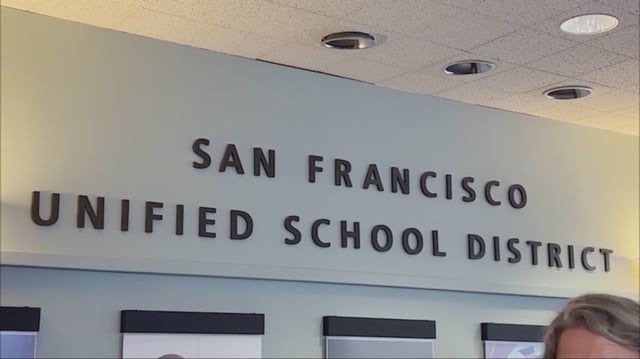 SAN FRANCISCO
UNIFIED SCHOOL DISTRICT